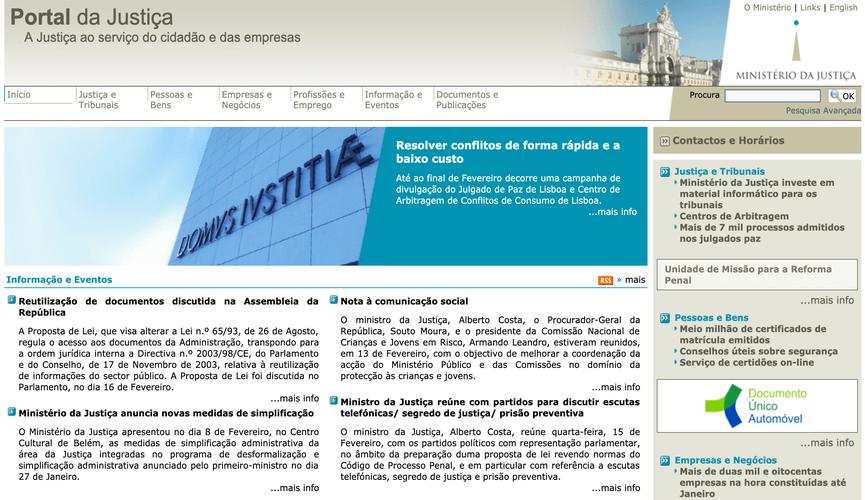 Portal da Justiça
A Justiça ao serviço do cidadão e das empresas
O Ministério | Links | English
MINISTÉRIO DA JUSTIÇA
Início
Justiça e
Tribunais
Pessoas e
Bens
Empresas e
Negócios
Profissões e
Emprego
Informação e
Eventos
Documentos e
Publicações
Procura
OK
Pesquisa Avançada
DOMVS IVSTITIÆ
Resolver conflitos de forma rápida e a
baixo custo
Até ao final de Fevereiro decorre uma campanha de
divulgação do Julgado de Paz de Lisboa e Centro de
Arbitragem de Conflitos de Consumo de Lisboa.
...mais info
Informação e Eventos
RSS » mais
Reutilização de documentos discutida na Assembleia da
República
A Proposta de Lei, que visa alterar a Lei n.º 65/93, de 26 de Agosto,
regula o acesso aos documentos da Administração, transpondo para
a ordem jurídica interna a Directiva n.º 2003/98/CE, do Parlamento
e do Conselho, de 17 de Novembro de 2003, relativa à reutilização
de informações do sector público. A Proposta de Lei foi discutida no
Parlamento, no dia 16 de Fevereiro.
...mais info
Ministério da Justiça anuncia novas medidas de simplificação
O Ministério da Justiça apresentou no dia 8 de Fevereiro, no Centro
Cultural de Belém, as medidas de simplificação administrativa da
área da Justiça integradas no programa de desformalização e
simplificação administrativa anunciado pelo primeiro-ministro no dia
27 de Janeiro.
...mais info
Nota à comunicação social
O ministro da Justiça, Alberto Costa, o Procurador-Geral da
República, Souto Moura, e o presidente da Comissão Nacional de
Crianças e Jovens em Risco, Armando Leandro, estiveram reunidos,
em 13 de Fevereiro, com o objectivo de melhorar a coordenação da
acção do Ministério Público e das Comissões no domínio da
protecção às crianças e jovens.
...mais info
Ministro da Justiça reúne com partidos para discutir escutas
telefónicas/ segredo de justiça/ prisão preventiva
O ministro da Justiça, Alberto Costa, reúne quarta-feira, 15 de
Fevereiro, com os partidos políticos com representação parlamentar,
no âmbito da preparação duma proposta de lei revendo normas do
Código de Processo Penal, e em particular com referência a escutas
telefónicas, segredo de justiça e prisão preventiva.
...mais info
Contactos e Horários
Justiça e Tribunais
Ministério da Justiça investe em
material informático para os
tribunais
Centros de Arbitragem
Mais de 7 mil processos admitidos
nos julgados paz
Unidade de Missão para a Reforma
Penal
...mais info
Pessoas e Bens
Meio milhão de certificados de
matrícula emitidos
Conselhos úteis sobre segurança
Serviço de certidões on-line
Documento
Único
Automóvel
...mais info
Empresas e Negócios
Mais de duas mil e oitocentas
empresas na hora constituídas até
Janeiro